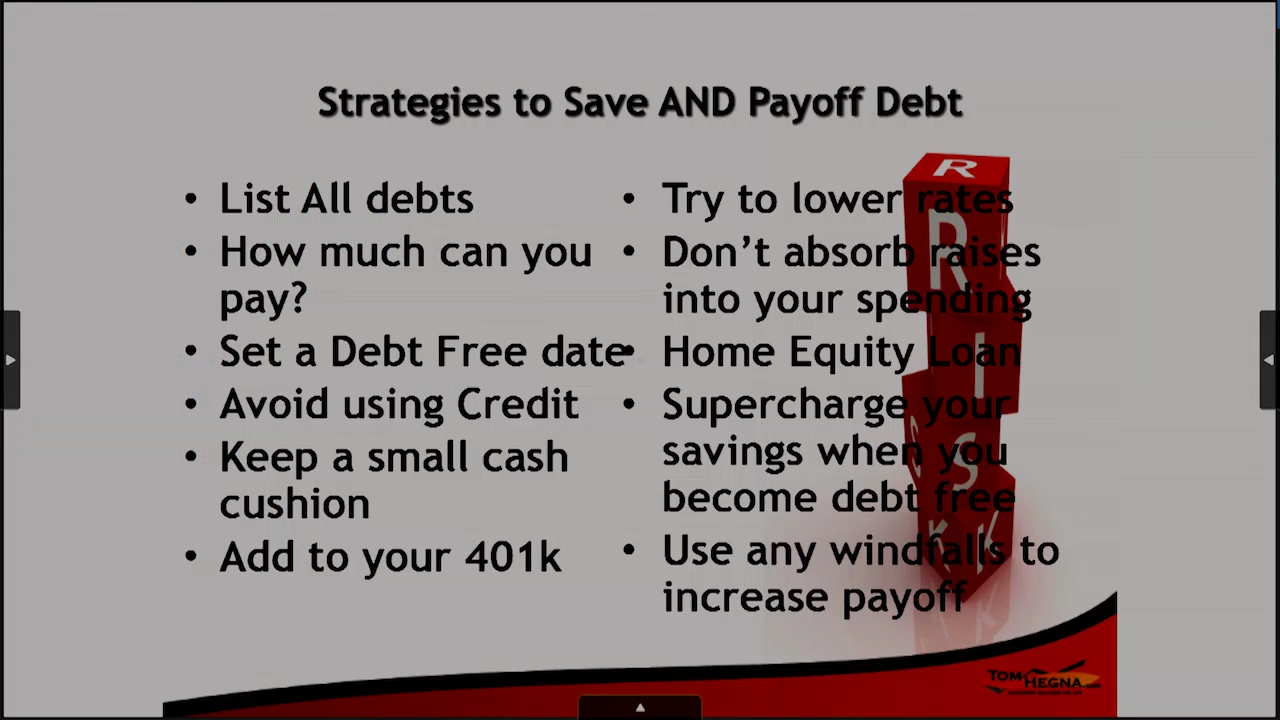 Strategies to Save AND Payoff Debt
• List All debts
• How much can you
pay?
• Set a Debt Free date
• Avoid using Credit
• Keep a small cash
cushion
• Add to your 401k
• Try to lower rates
• Don't absorb raises
into your spending
• Home Equity Loan
• Supercharge your
savings when you
become debt free
• Use any windfalls to
increase payoff
R
R
I
S
K
K
TOM
HEGNA.com